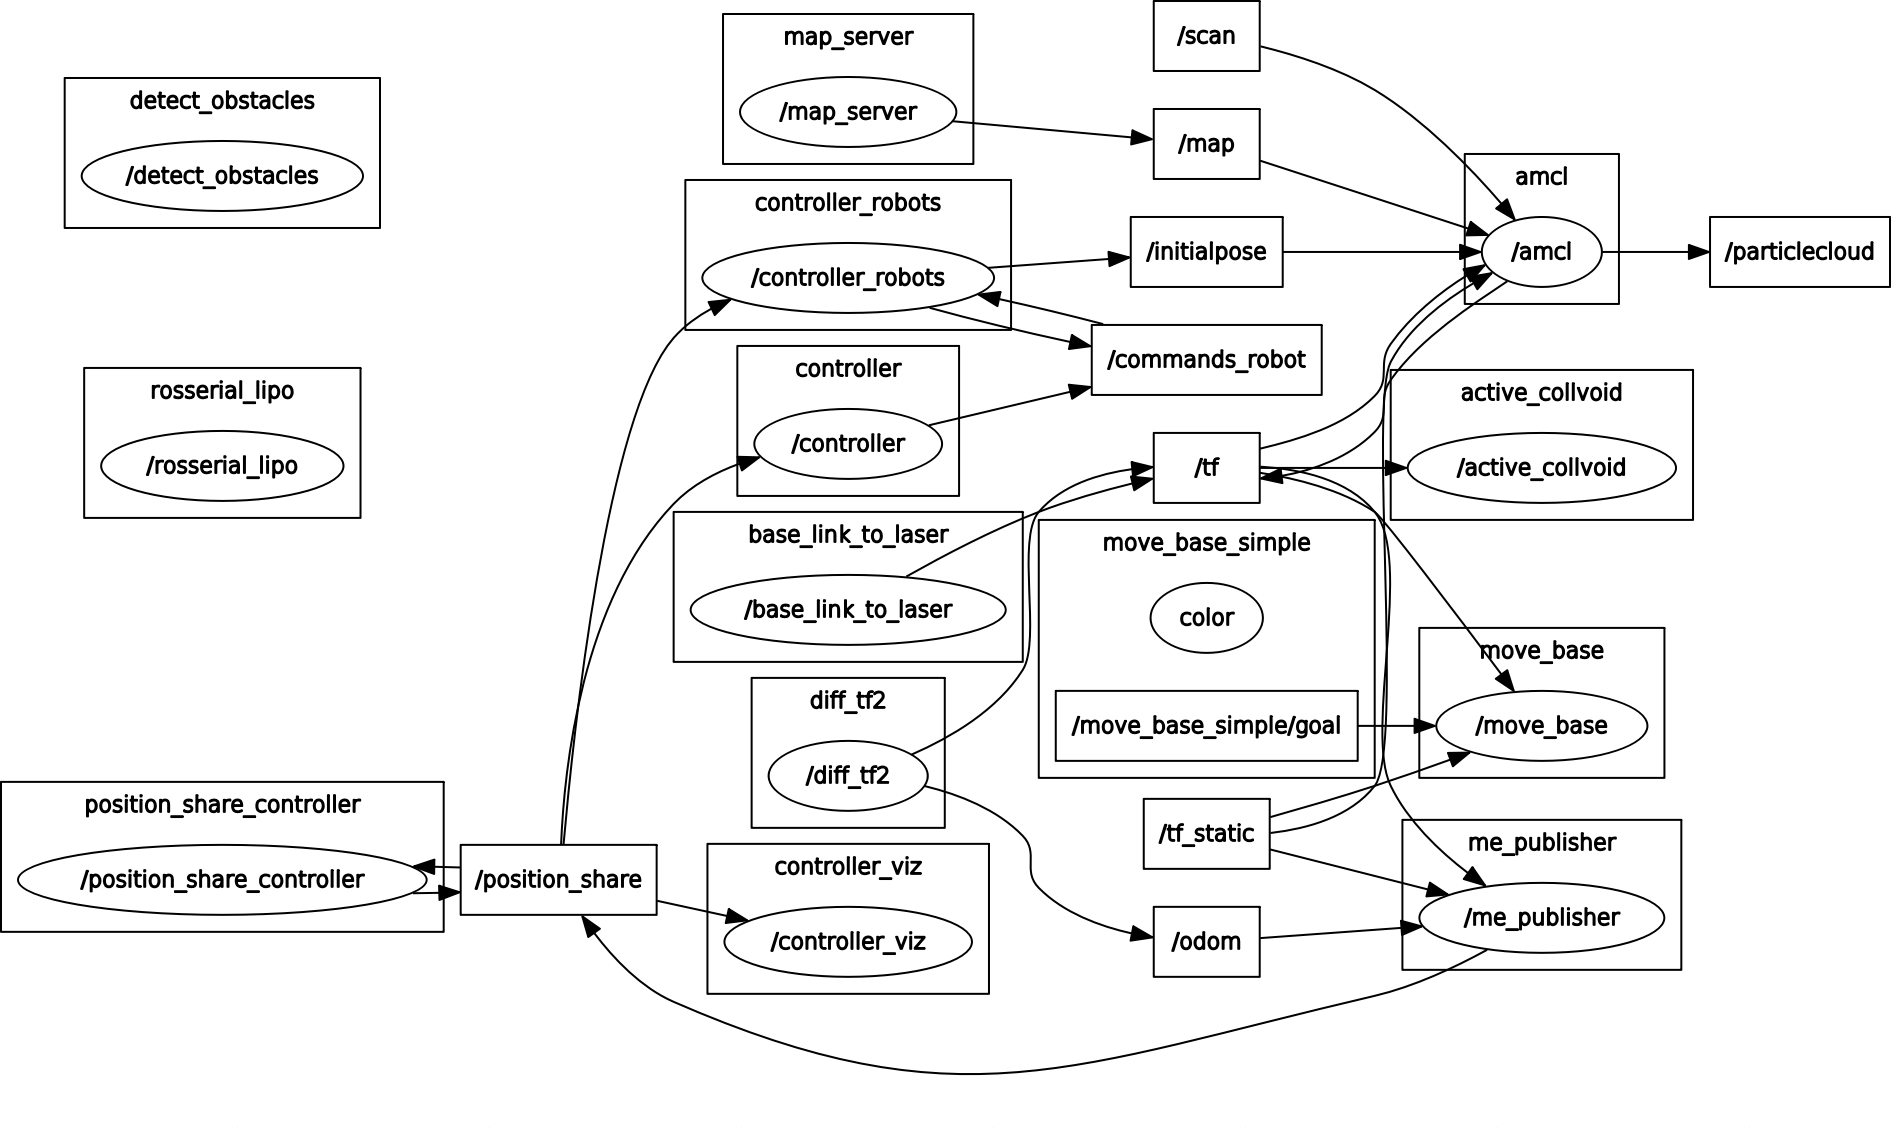 detect_obstacles
/detect_obstacles
rosserial_lipo
/rosserial_lipo
position_share_controller
/position_share_controller
/position_share
map_server
/map_server
controller_robots
/controller_robots
controller
/controller
base_link_to_laser
/base_link_to_laser
diff_tf2
/diff_tf2
controller_viz
/controller_viz
/scan
/map
/initialpose
/commands_robot
/tf
move_base_simple
color
/move_base_simple/goal
/tf_static
/odom
amcl
/amcl
active_collvoid
/active_collvoid
move_base
/move_base
me_publisher
/me_publisher
/particlecloud